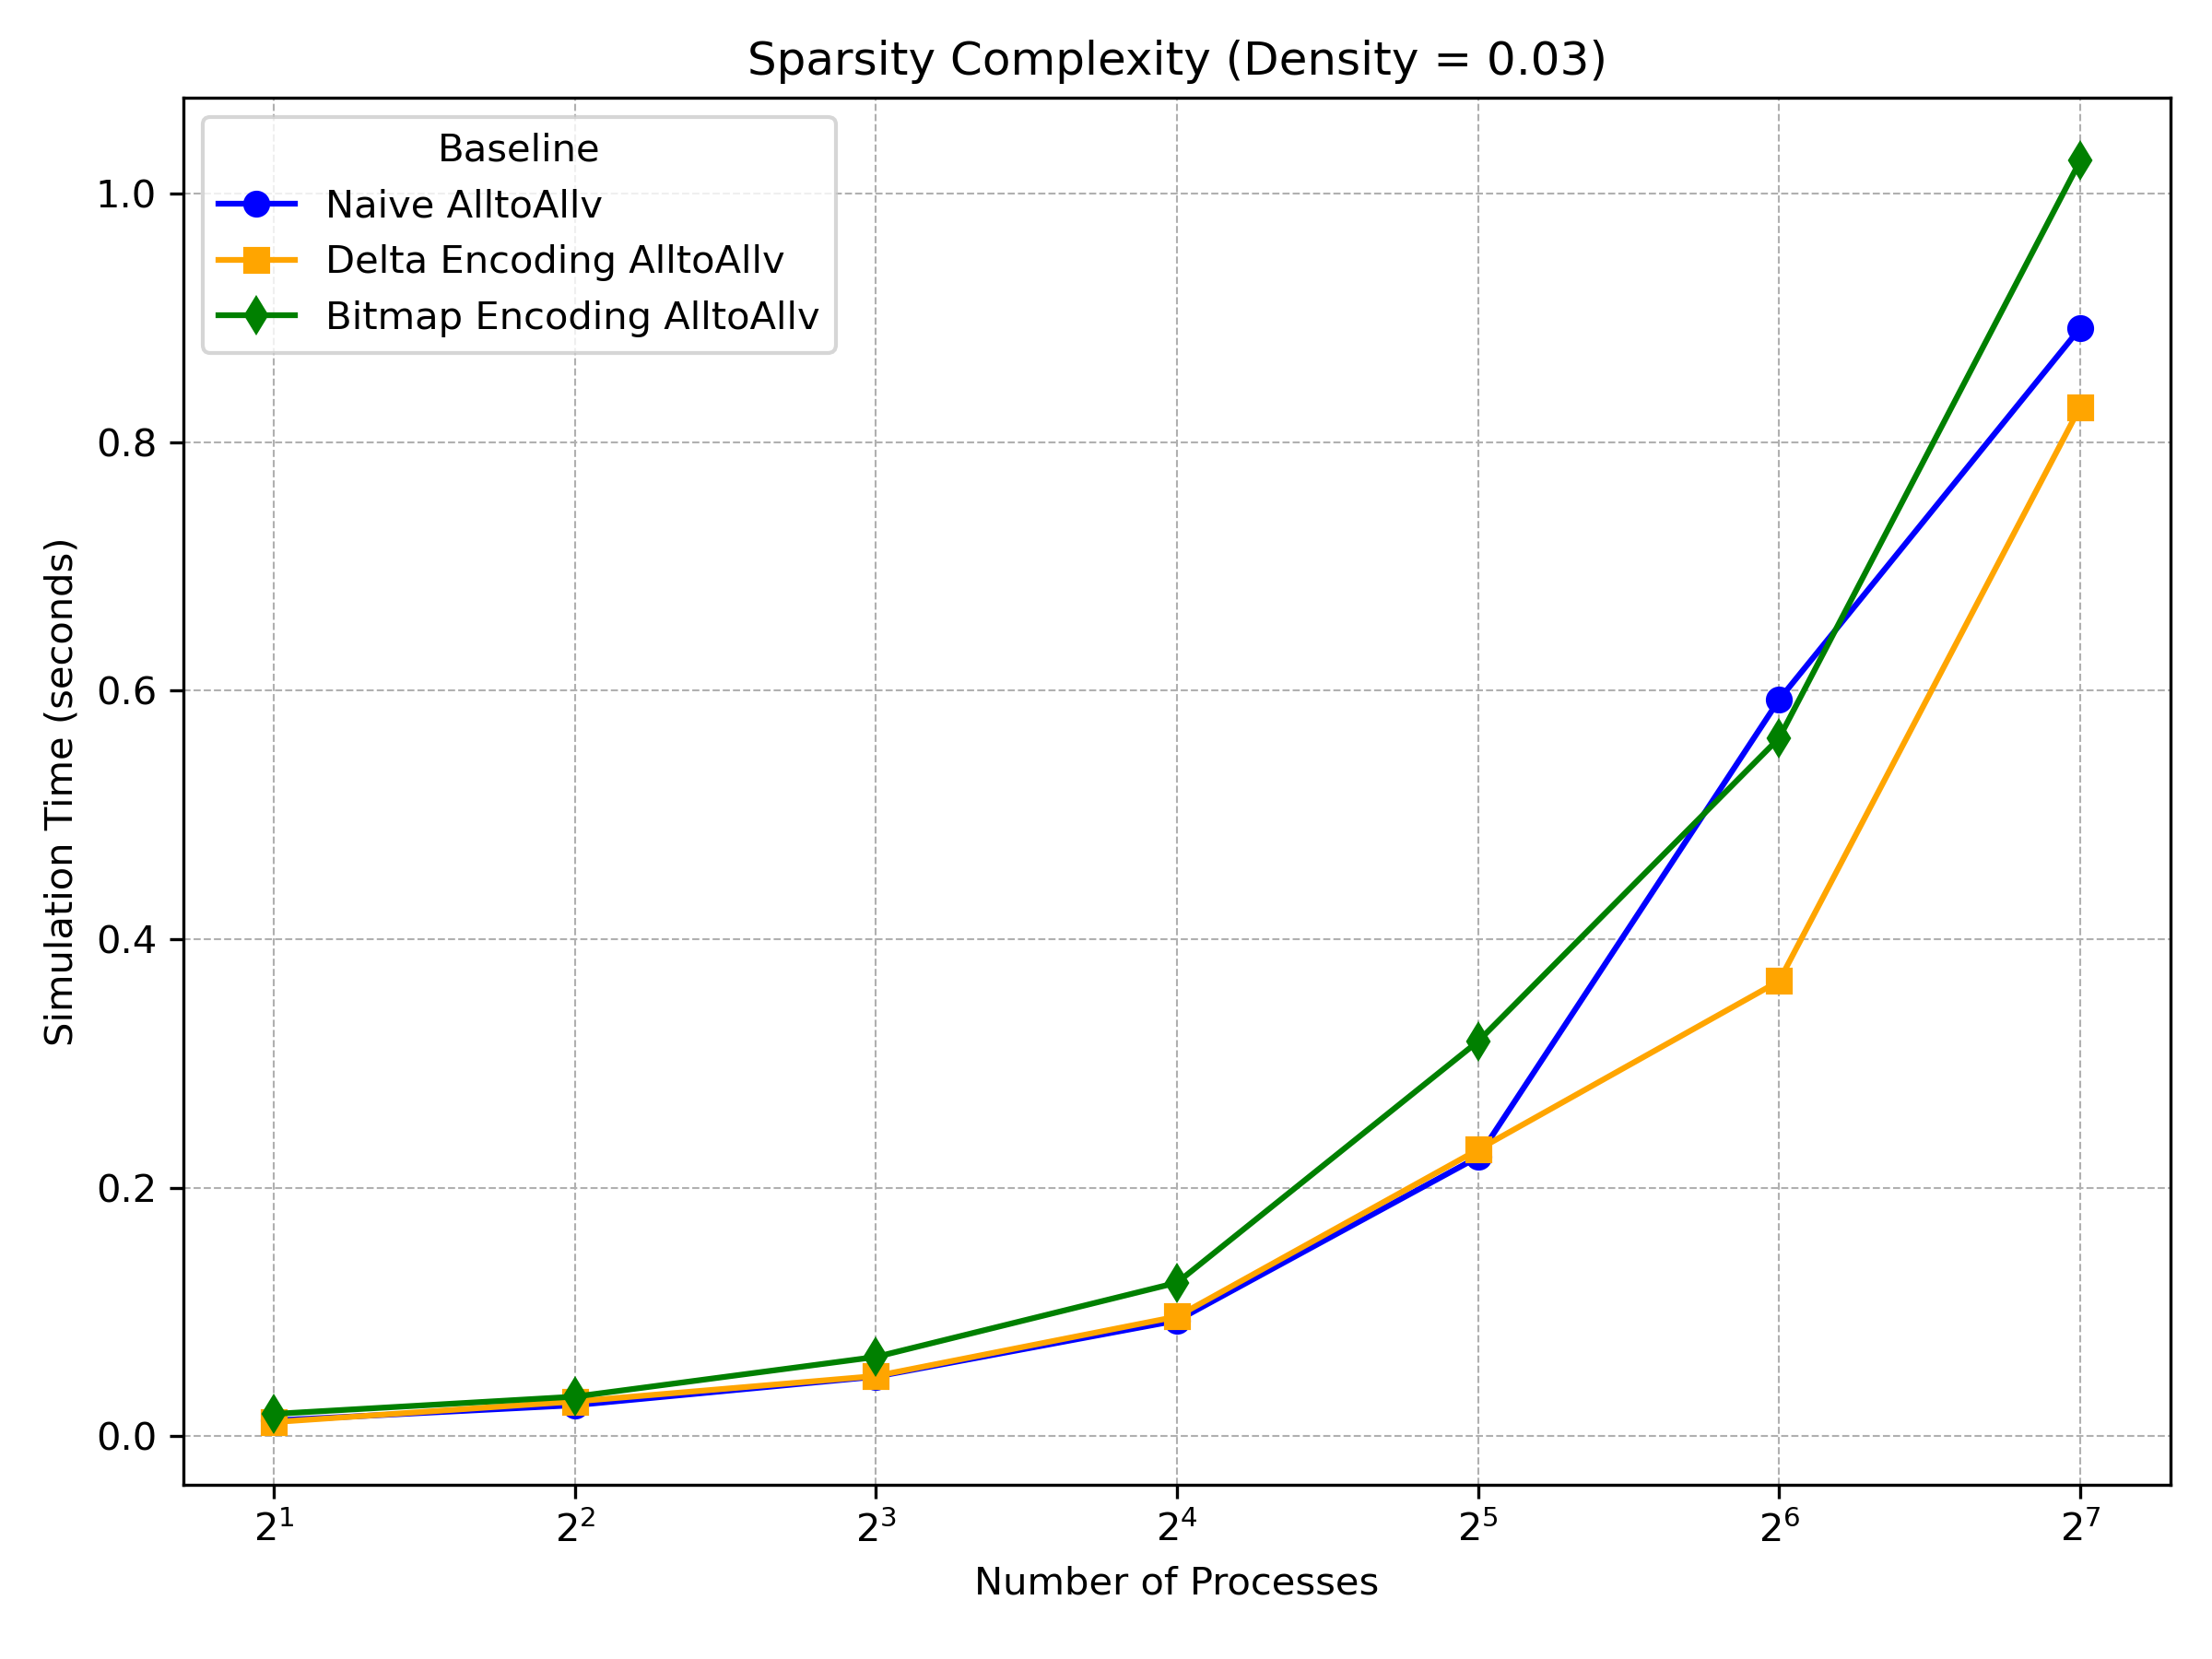 Sparsity Complexity (Density = 0.03)
Baseline
Naive AlltoAllv
Delta Encoding AlltoAllv
Bitmap Encoding AlltoAllv
Simulation Time (seconds)
1.0
0.8
0.6
0.4
0.2
0.0
2¹ 2² 2³ 2⁴ 2⁵ 2⁶ 2⁷
Number of Processes